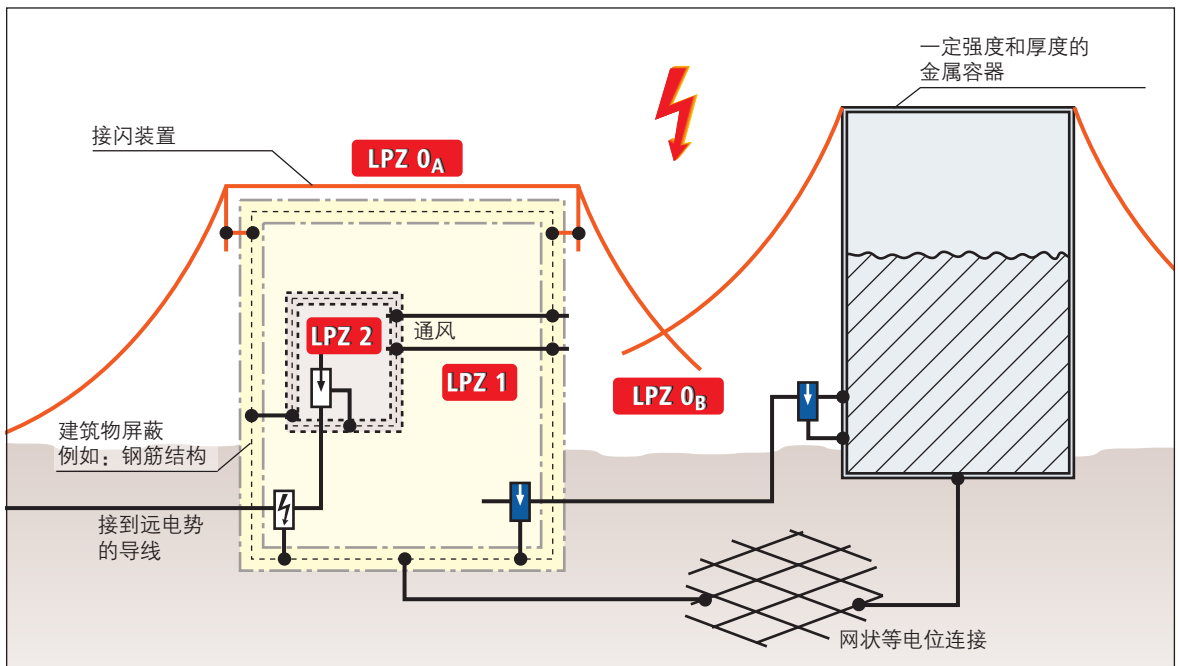 一定强度和厚度的
金属容器
接闪装置
LPZ 0A
LPZ 2
通风
LPZ 1
LPZ 0B
建筑物屏蔽
例如：钢筋结构
接到远电势
的导线
网状等电位连接